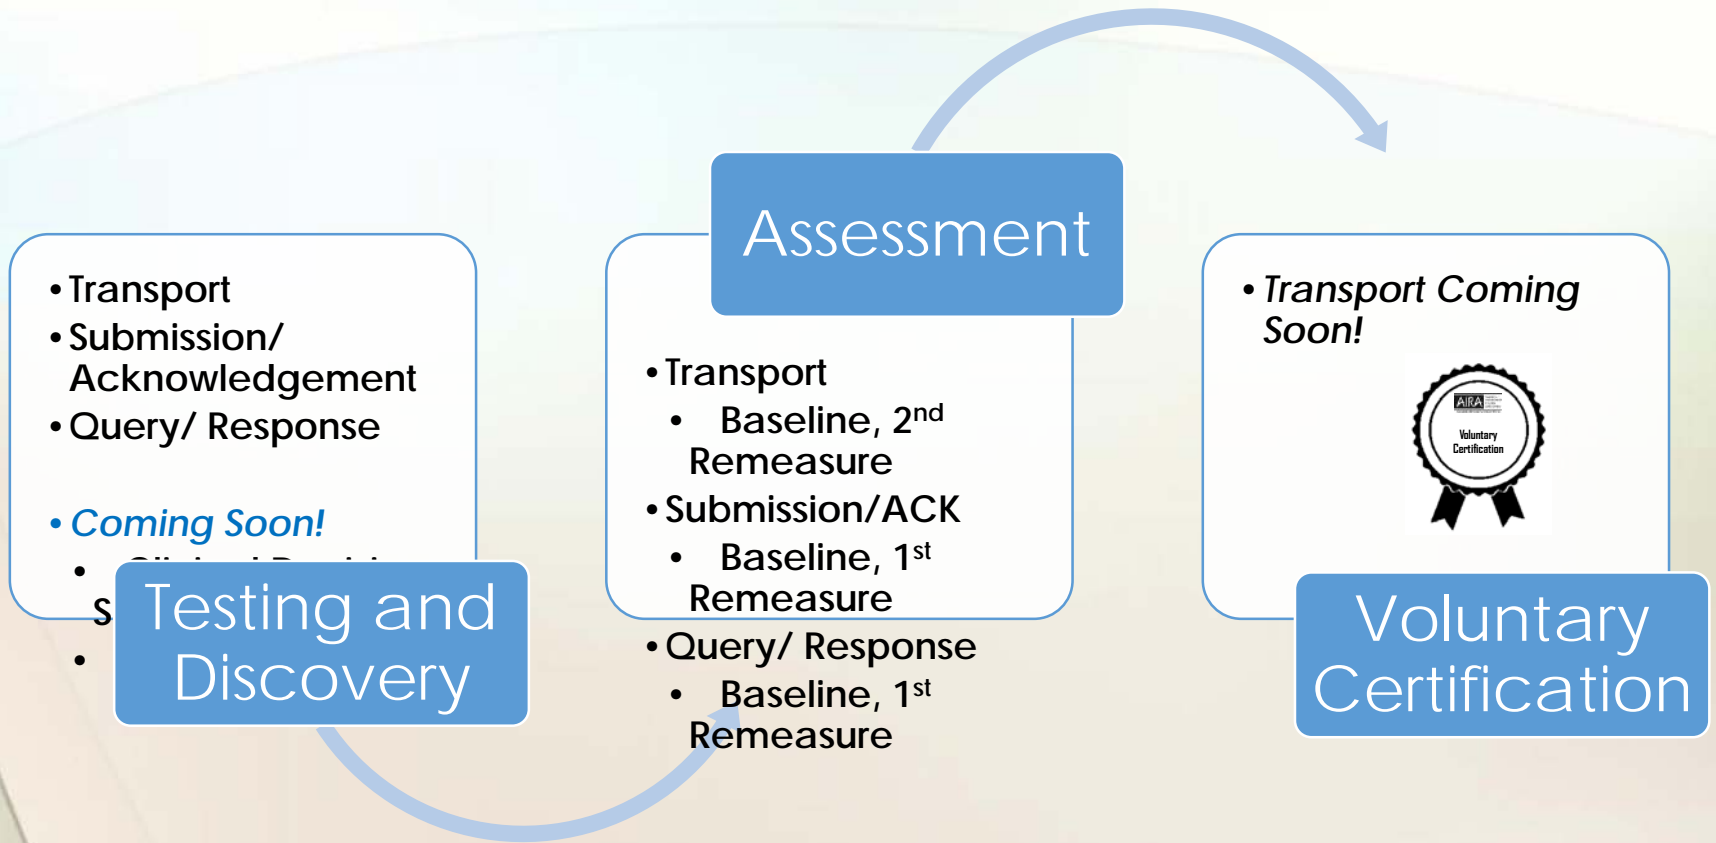 • Transport
• Submission/
Acknowledgement
• Query/ Response
• Coming Soon!
•
S
•
Testing and
Discovery
Assessment
• Transport
• Baseline, 2nd
Remeasure
• Submission/ACK
• Baseline, 1st
Remeasure
• Query/ Response
• Baseline, 1st
Remeasure
• Transport Coming
Soon!
AIRA
Voluntary
Certification
Voluntary
Certification